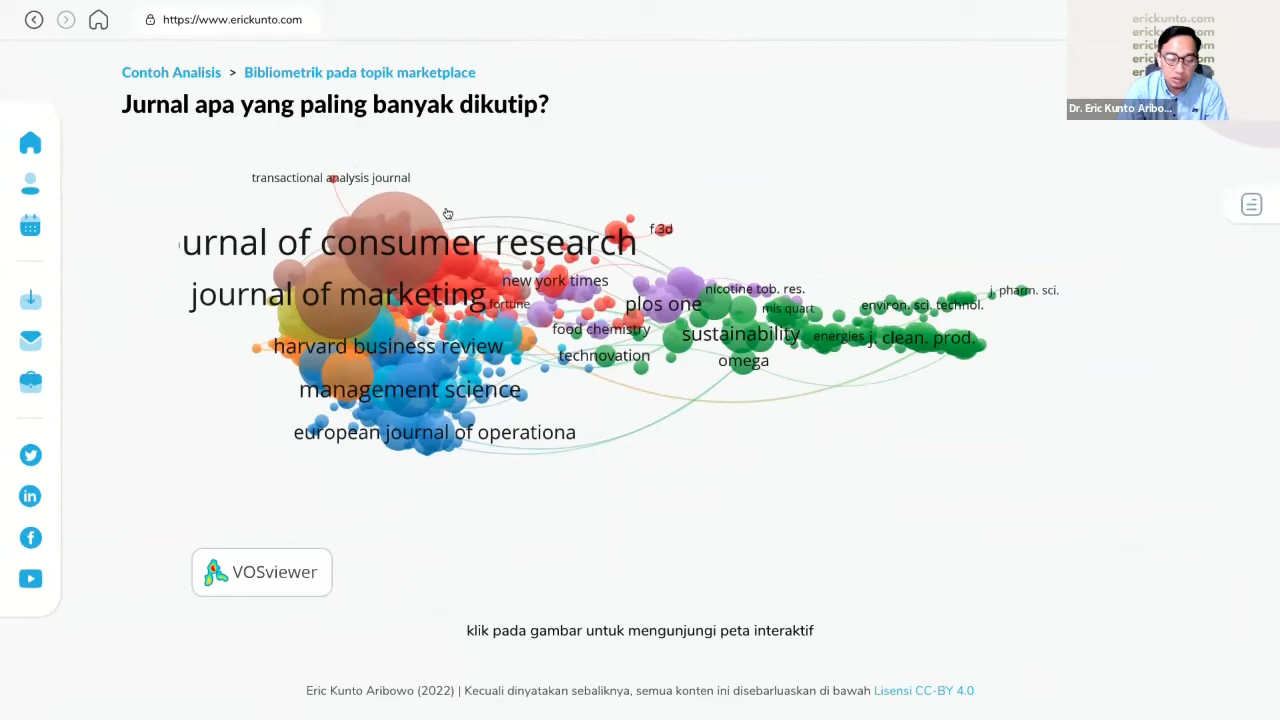 https://www.erickunto.com
erickunto.com
Contoh Analisis > Bibliometrik pada topik marketplace
Jurnal apa yang paling banyak dikutip?
Dr. Eric Kunto Aribo...
transactional analysis journal
urnal of consumer research
f.3d
journal of marketing
new york times
fortune
plos one
nicotine tob. res.
mis quart
environ. sci. technol.
j. pharm. sci.
harvard business review
food chemistry
sustainability
energies
j. clean. prod.
technovation
omega
management science
european journal of operationa
VOSviewer
klik pada gambar untuk mengunjungi peta interaktif
Eric Kunto Aribowo (2022) | Kecuali dinyatakan sebaliknya, semua konten ini disebarluaskan di bawah Lisensi CC-BY 4.0